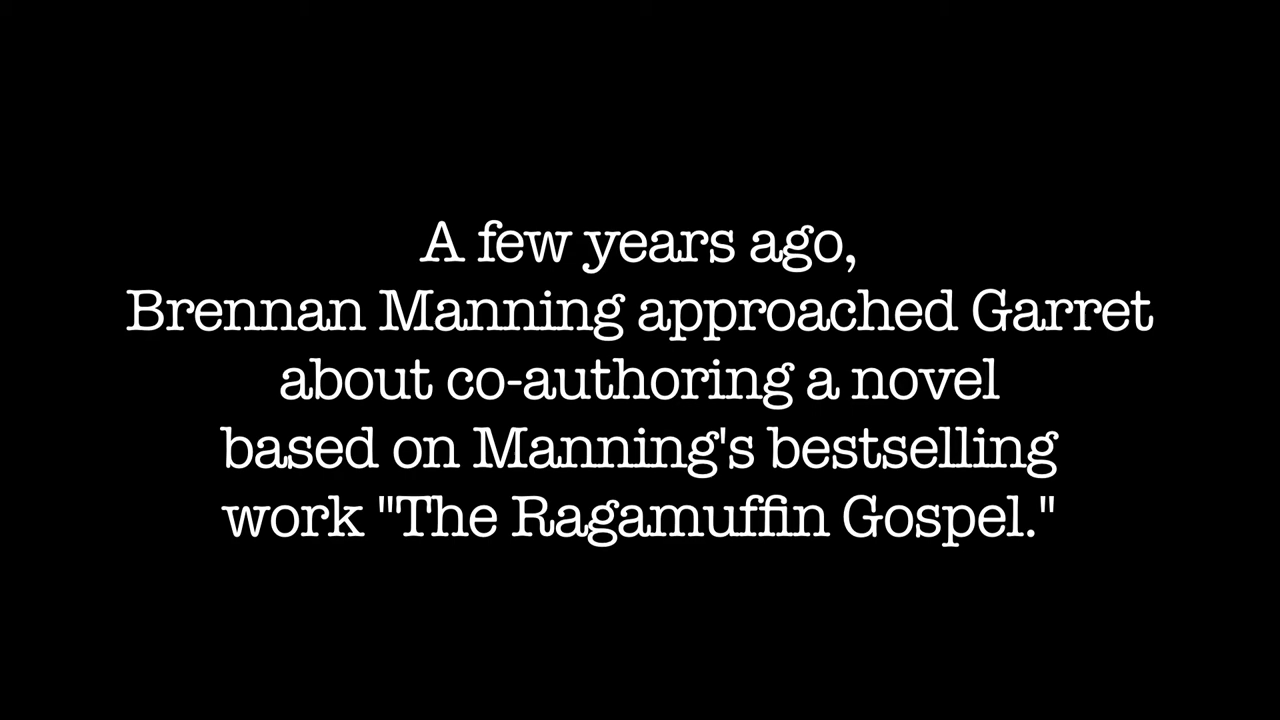 A few years ago,
Brennan Manning approached Garret
about co-authoring a novel
based on Manning's bestselling
work "The Ragamuffin Gospel."